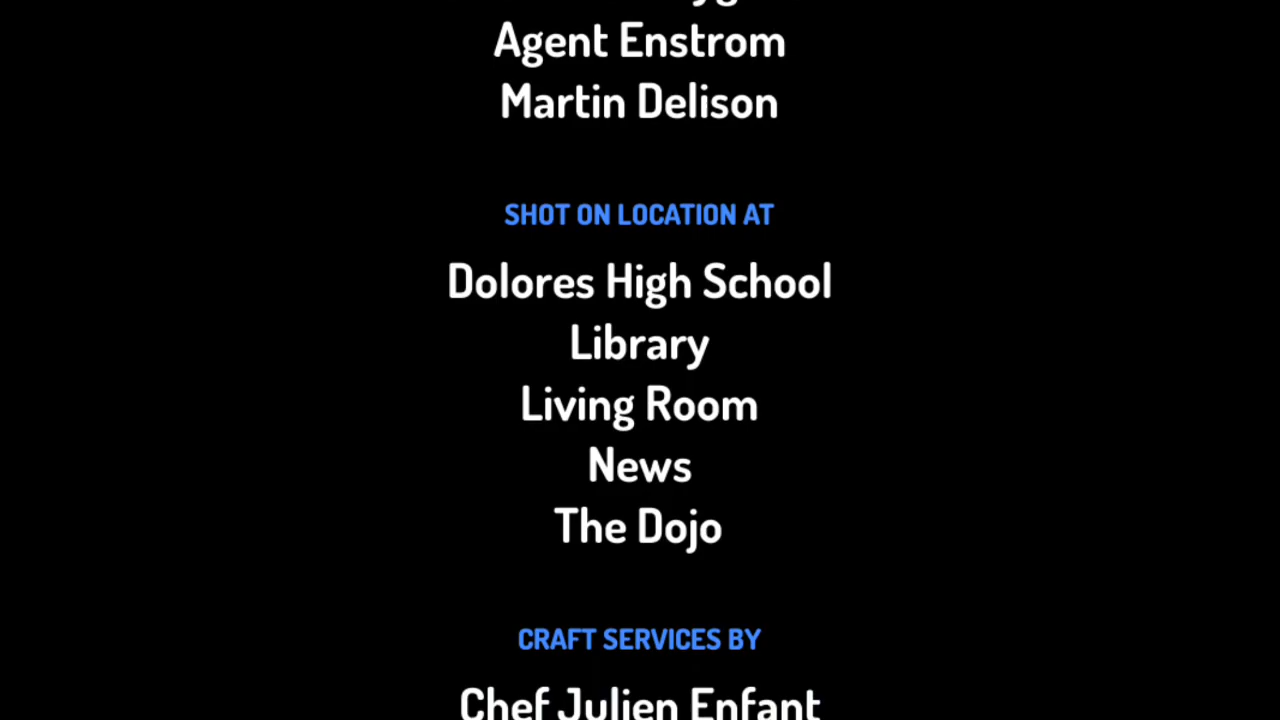 Agent Enstrom
Martin Delison
SHOT ON LOCATION AT
Dolores High School
Library
Living Room
News
The Dojo
CRAFT SERVICES BY
Chef Julien Enfant